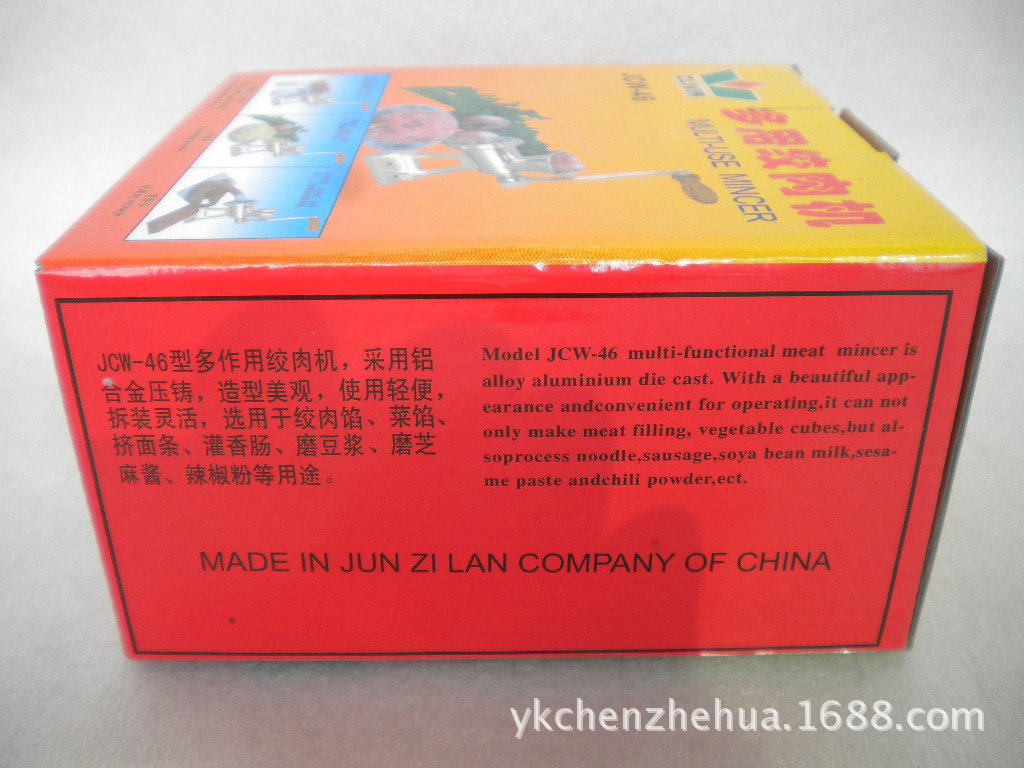 JCW-46
多用绞肉机
MULTI-USE MINCER
JCW-46型多作用绞肉机，采用铝
合金压铸，造型美观，使用轻便，
拆装灵活，选用于绞肉馅、菜馅、
挤面条、灌香肠、磨豆浆、磨芝
麻酱、辣椒粉等用途。
Model JCW-46 multi-functional meat mincer is
alloy aluminium die cast. With a beautiful app-
earance andconvenient for operating,it can not
only make meat filling, vegetable cubes,but al-
soprocess noodle,sausage,soya bean milk,sesa-
me paste andchili powder,ect.
MADE IN JUN ZI LAN COMPANY OF CHINA
ykchenzhehua.1688.com